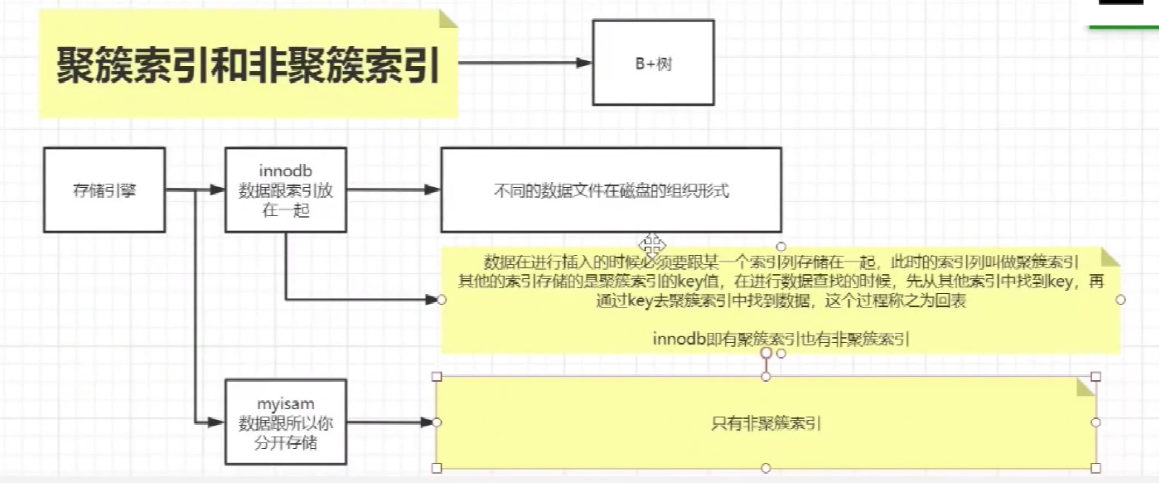 聚簇索引和非聚簇索引
B+树
存储引擎
innodb
数据跟索引放
在一起
不同的数据文件在磁盘的组织形式
数据在进行插入的时候必须要跟某一个索引列存储在一起，此时的索引列叫做聚簇索引
其他的索引存储的是聚簇索引的key值，在进行数据查找的时候，先从其他索引中找到key，再
通过key去聚簇索引中找到数据，这个过程称之为回表
innodb即有聚簇索引也有非聚簇索引
myisam
数据跟所以你
分开存储
只有非聚簇索引